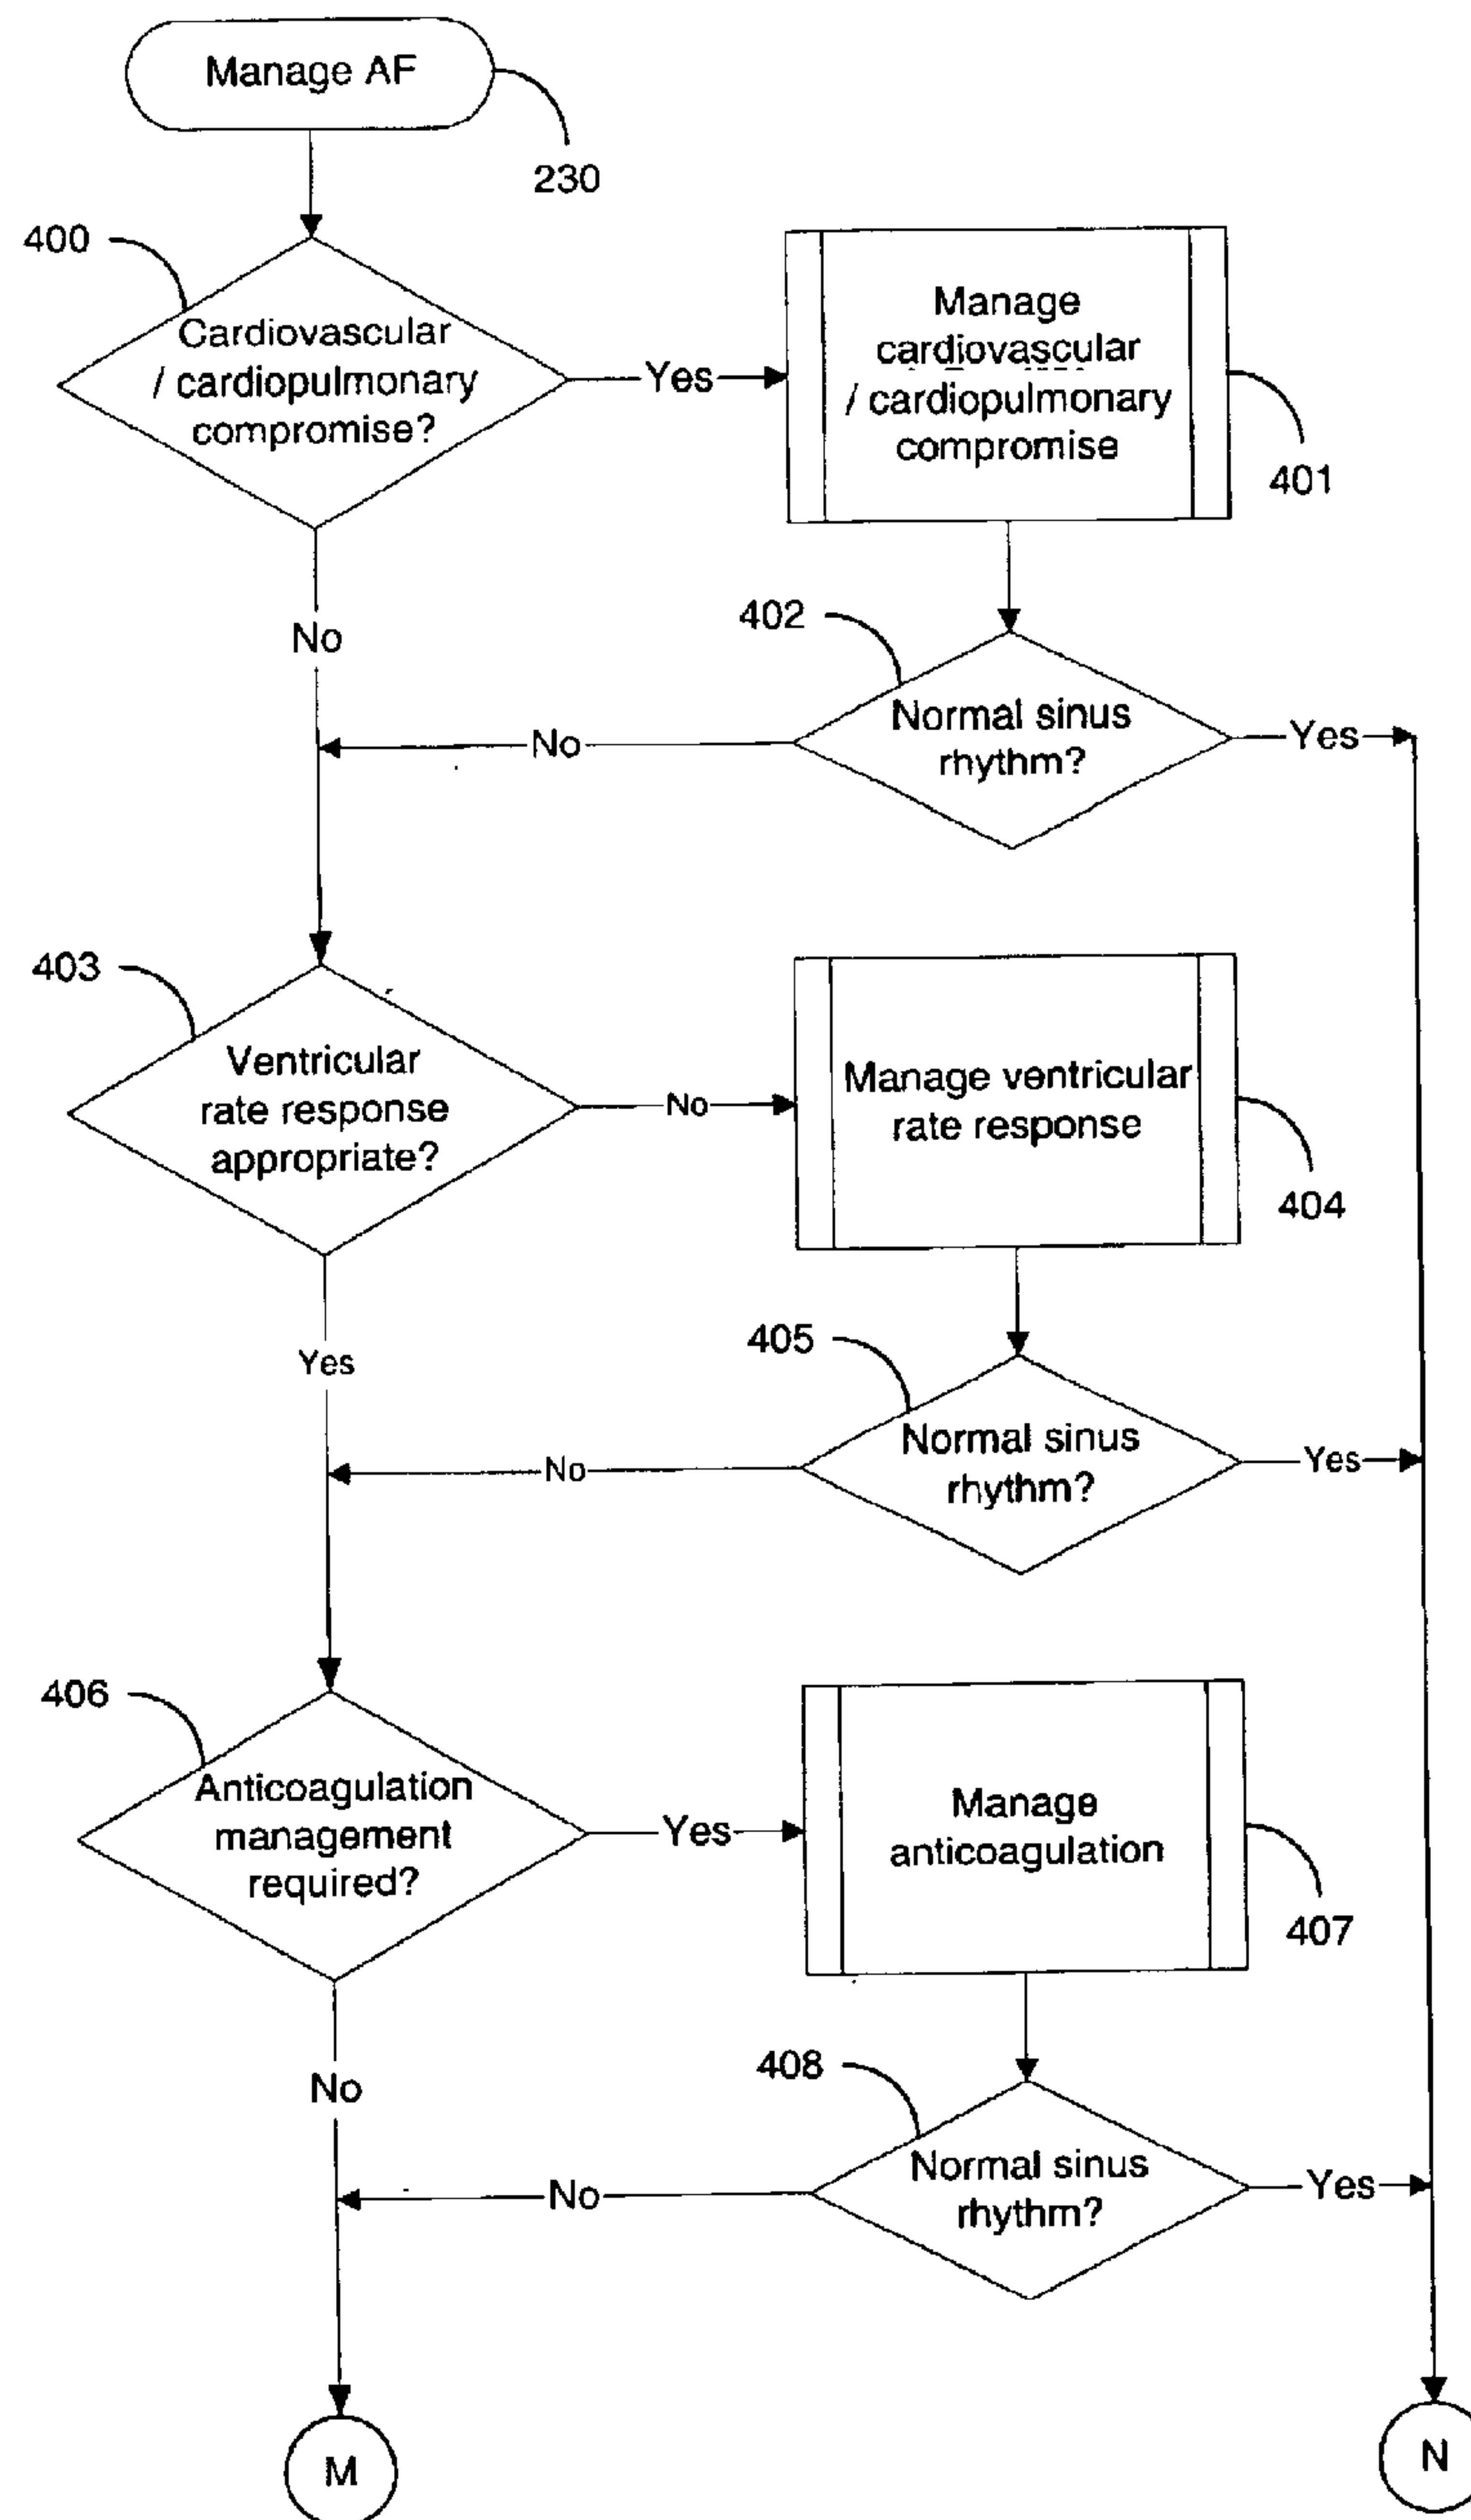 Manage AF
230
400
Cardiovascular
/ cardiopulmonary
compromise?
Yes
Manage
cardiovascular
/ cardiopulmonary
compromise
401
No
402
Normal sinus
rhythm?
No
Yes
403
Ventricular
rate response
appropriate?
No
Manage ventricular
rate response
404
Yes
405
Normal sinus
rhythm?
No
Yes
406
Anticoagulation
management
required?
Yes
Manage
anticoagulation
407
No
408
Normal sinus
rhythm?
No
Yes
M
N